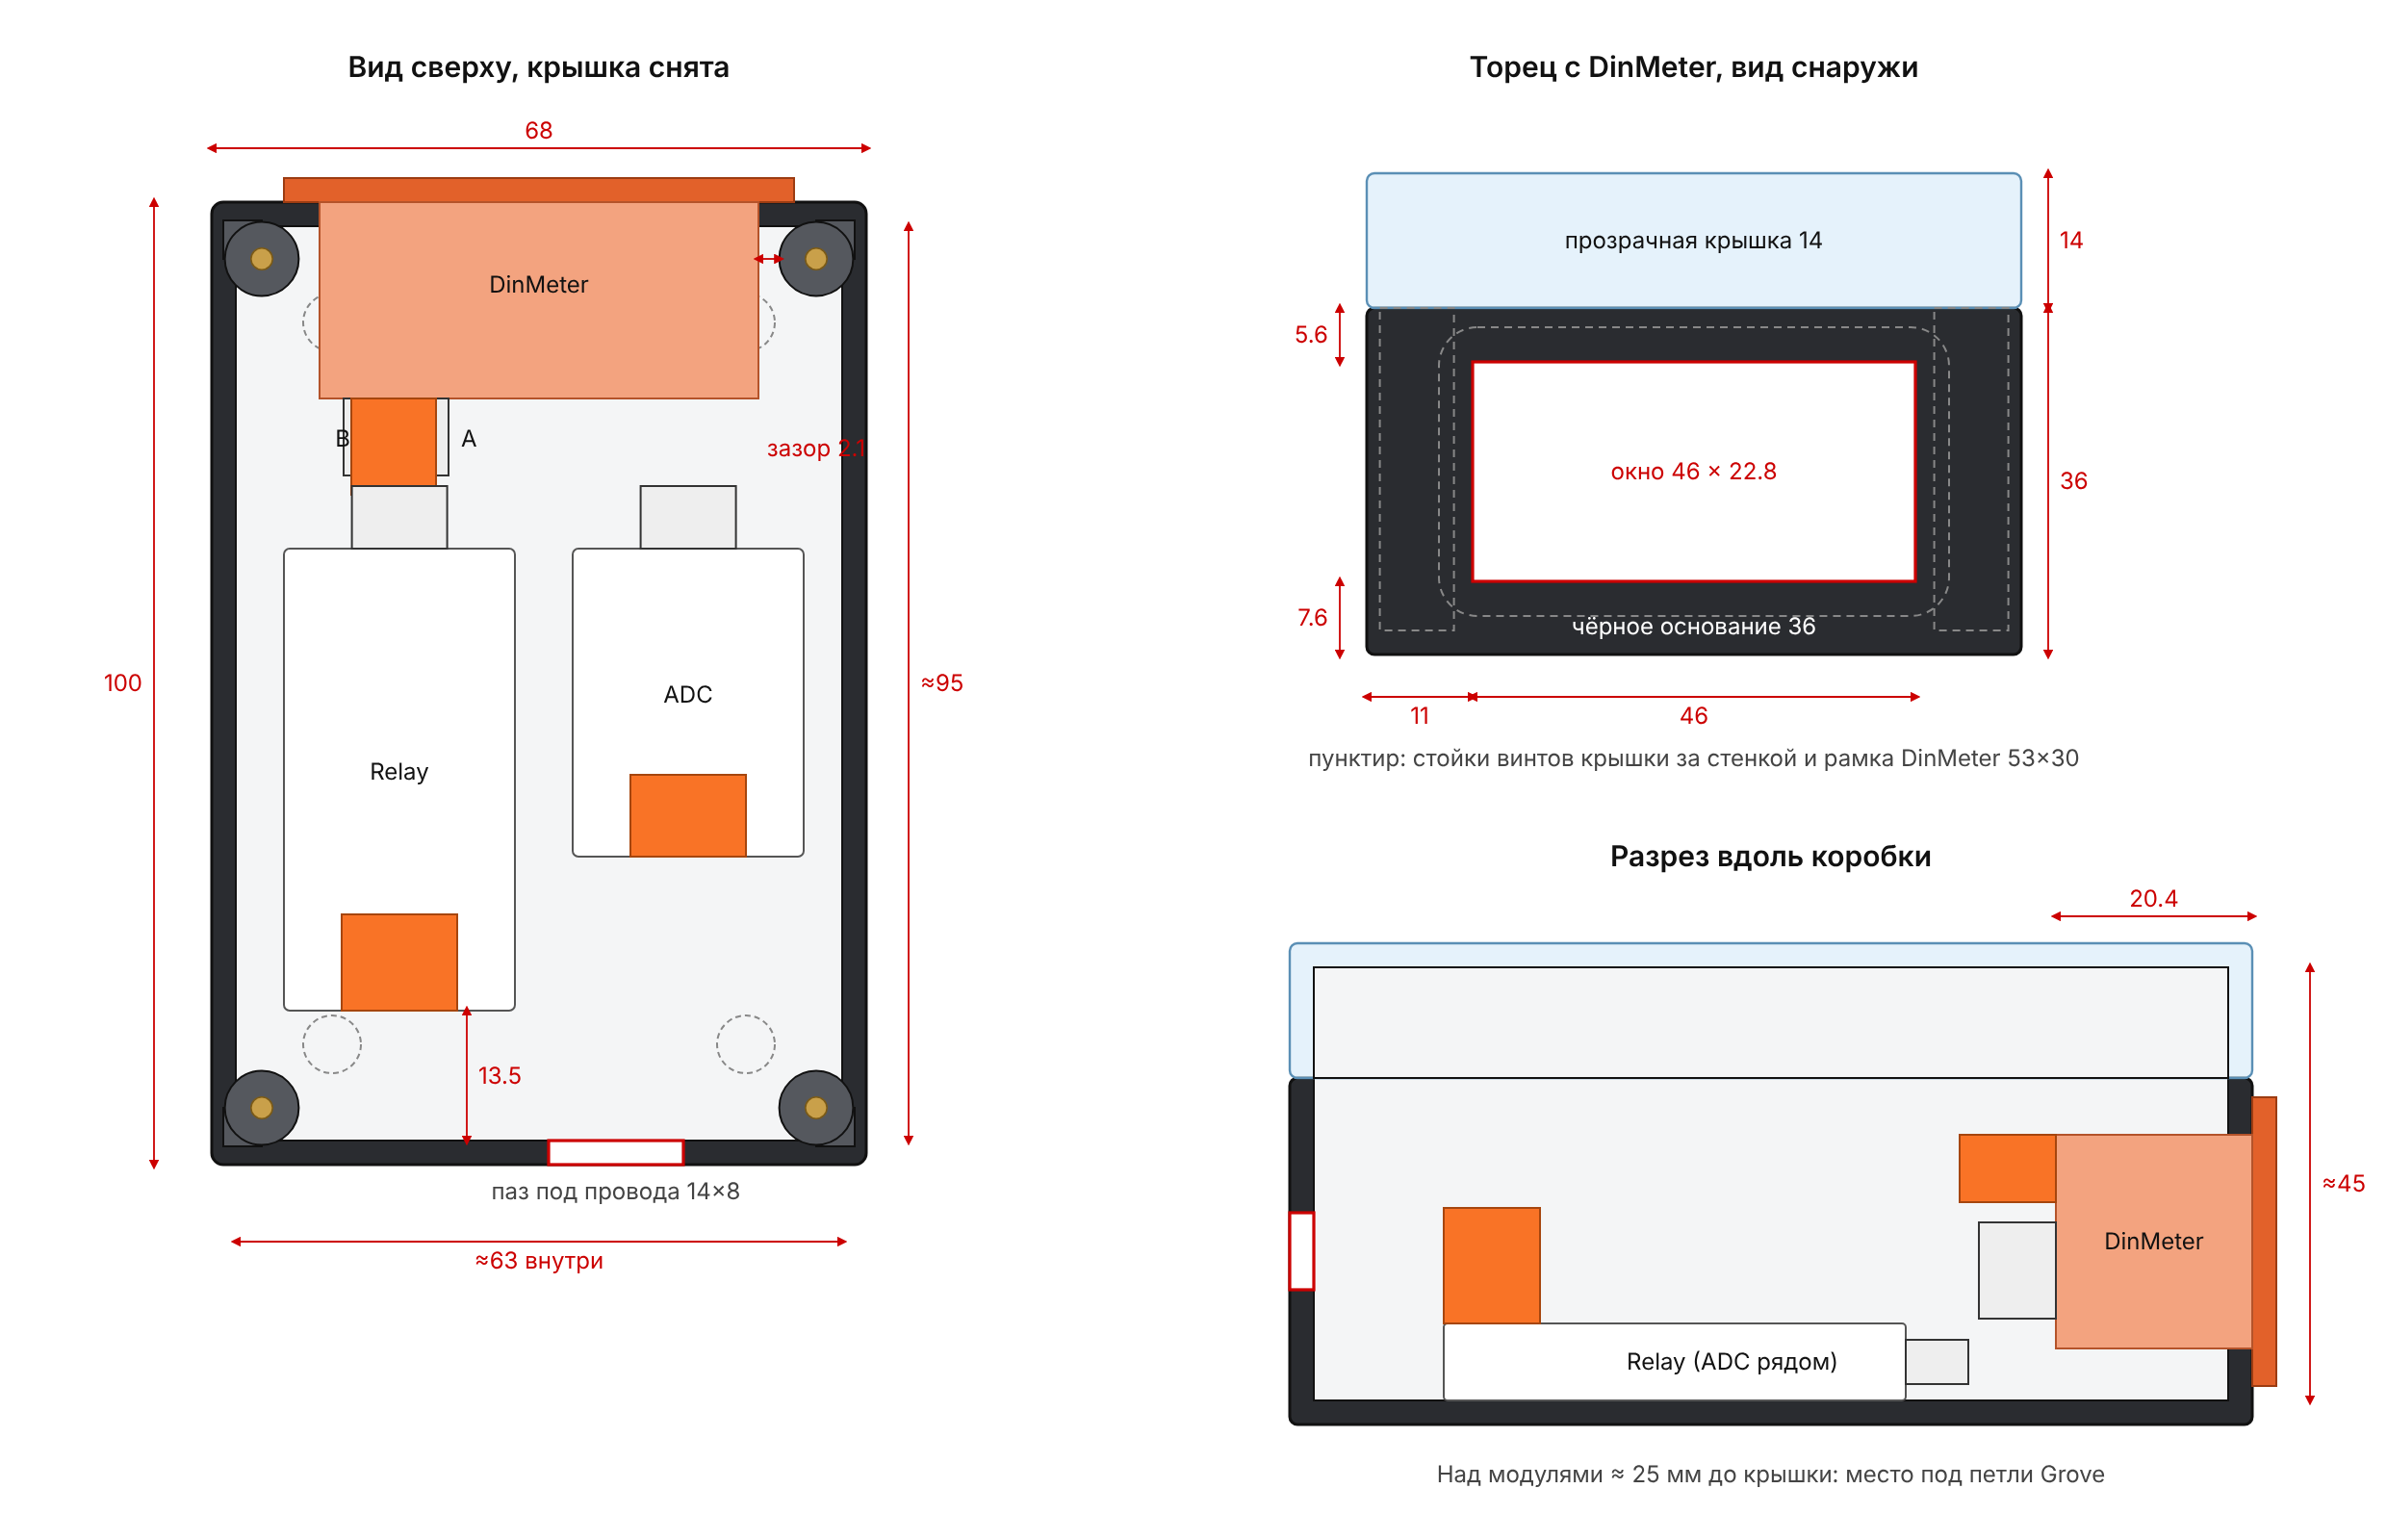 Вид сверху, крышка снята
68
DinMeter
B
A
зазор 2.1
100
≈95
ADC
Relay
13.5
паз под провода 14×8
≈63 внутри
Торец с DinMeter, вид снаружи
прозрачная крышка 14
14
5.6
окно 46 × 22.8
36
7.6
чёрное основание 36
11
46
пунктир: стойки винтов крышки за стенкой и рамка DinMeter 53×30
Разрез вдоль коробки
20.4
≈45
DinMeter
Relay (ADC рядом)
Над модулями ≈ 25 мм до крышки: место под петли Grove